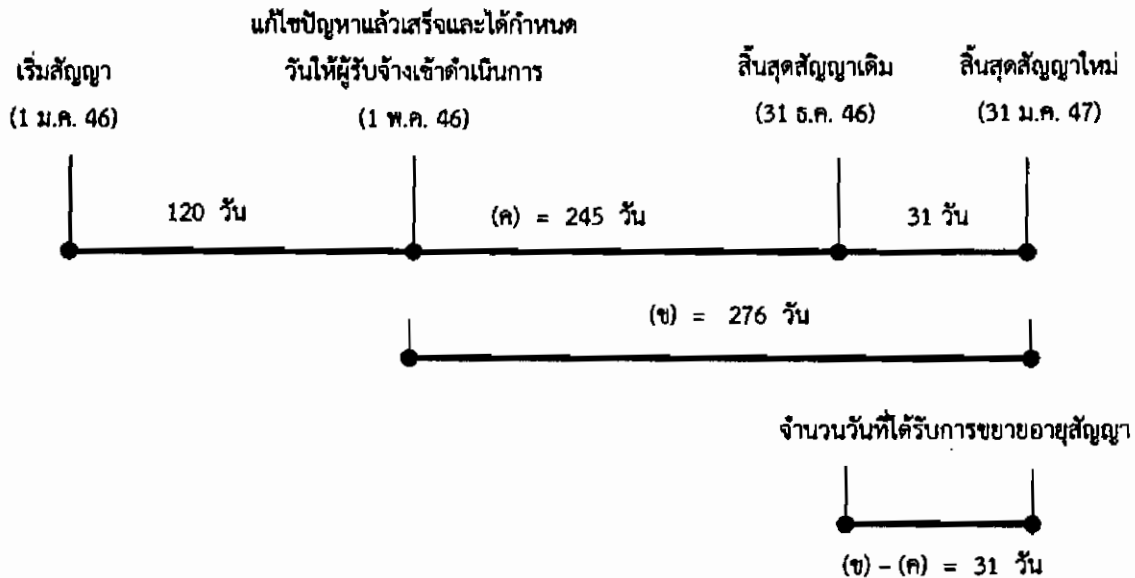 แก้ไขปัญหาแล้วเสร็จและได้กำหนด
เริ่มสัญญา วันให้ผู้รับจ้างเข้าดำเนินการ สิ้นสุดสัญญาเดิม สิ้นสุดสัญญาใหม่
(1 ม.ค. 46) (1 พ.ค. 46) (31 ธ.ค. 46) (31 ม.ค. 47)
120 วัน (ค) = 245 วัน 31 วัน
(ข) = 276 วัน
จำนวนวันที่ได้รับการขยายอายุสัญญา
(ข) – (ค) = 31 วัน